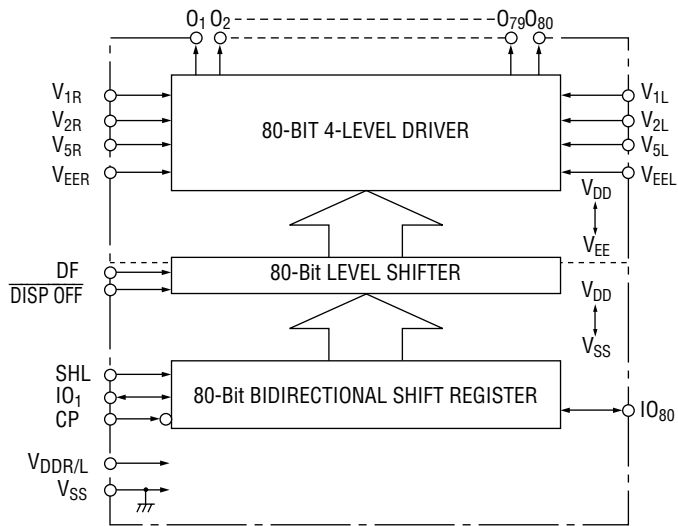 O1 O2 O79 O80
V1R V1L
80-BIT 4-LEVEL DRIVER
V2R V2L
V5R V5L
VEER VEEL
VDD
VEE
DF
80-Bit LEVEL SHIFTER
DISP OFF
VDD
VSS
SHL
IO1
80-Bit BIDIRECTIONAL SHIFT REGISTER
CP
IO80
VDDR/L
VSS